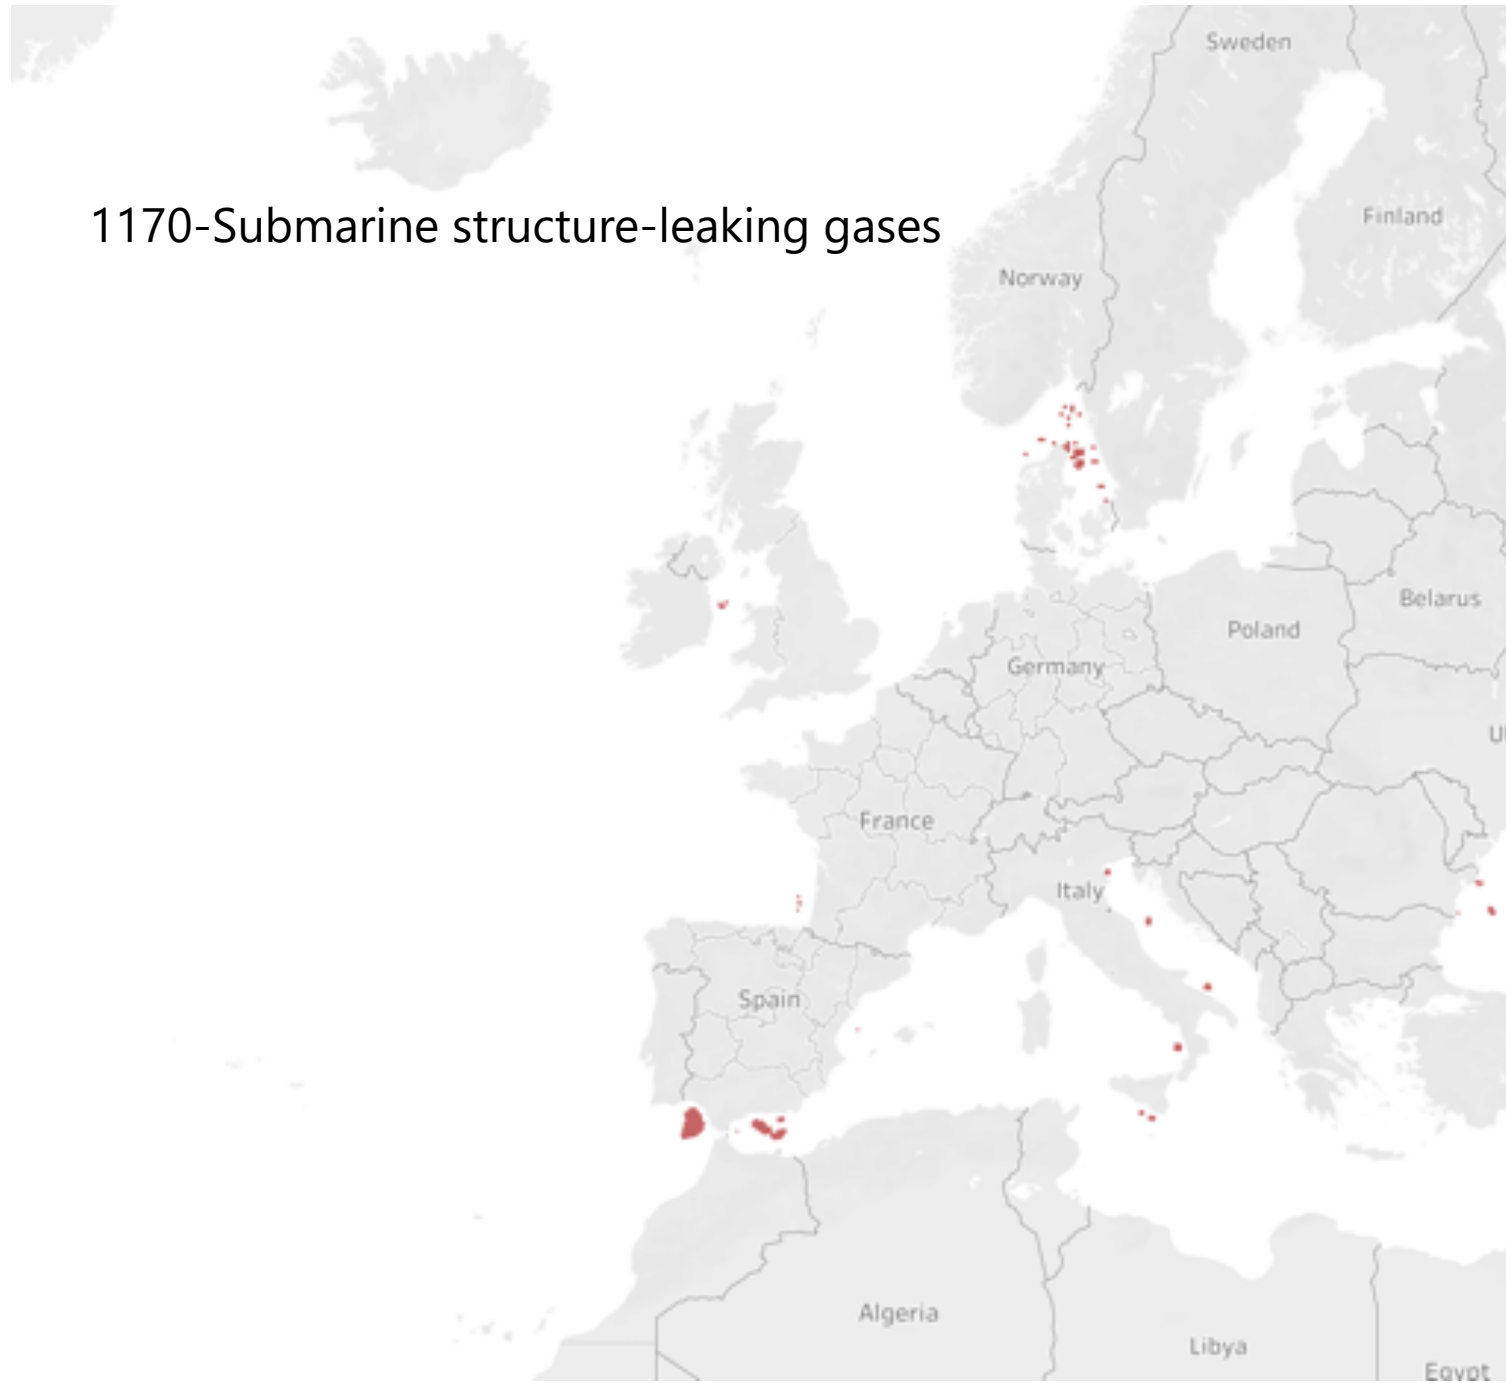 Sweden
Finland
1170-Submarine structure-leaking gases
Norway
Belarus
Poland
Germany
U
France
Italy
Spain
Algeria
Libya
Egypt